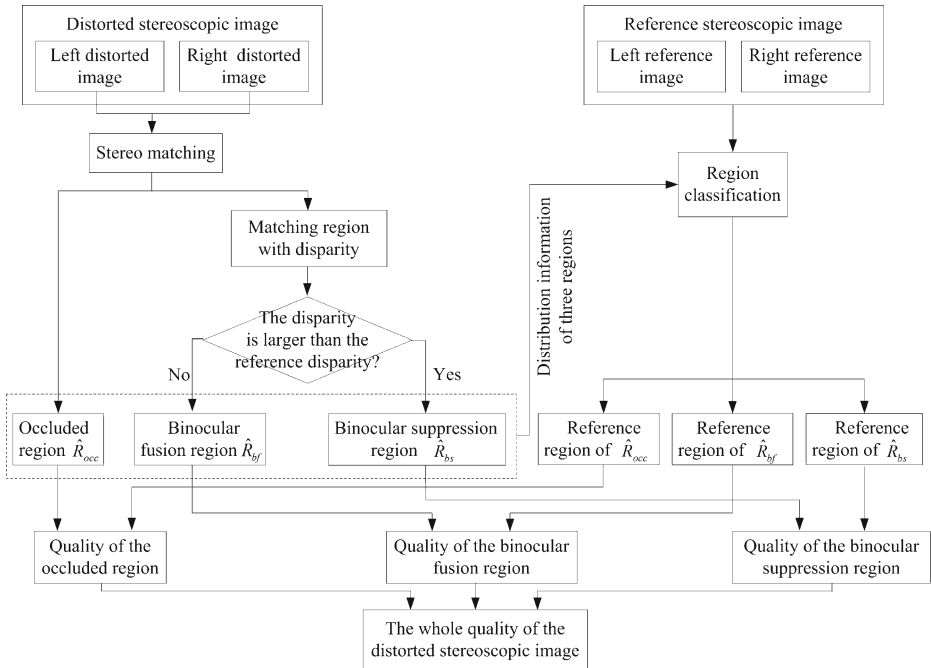 Distorted stereoscopic image
Left distorted
image
Right distorted
image
Reference stereoscopic image
Left reference
image
Right reference
image
Stereo matching
Region
classification
Matching region
with disparity
Distribution information
of three regions
The disparity
is larger than the
reference disparity?
No
Yes
Occluded
region R̂occ
Binocular
fusion region R̂bf
Binocular suppression
region R̂bs
Reference
region of R̂occ
Reference
region of R̂bf
Reference
region of R̂bs
Quality of the
occluded region
Quality of the binocular
fusion region
Quality of the binocular
suppression region
The whole quality of the
distorted stereoscopic image